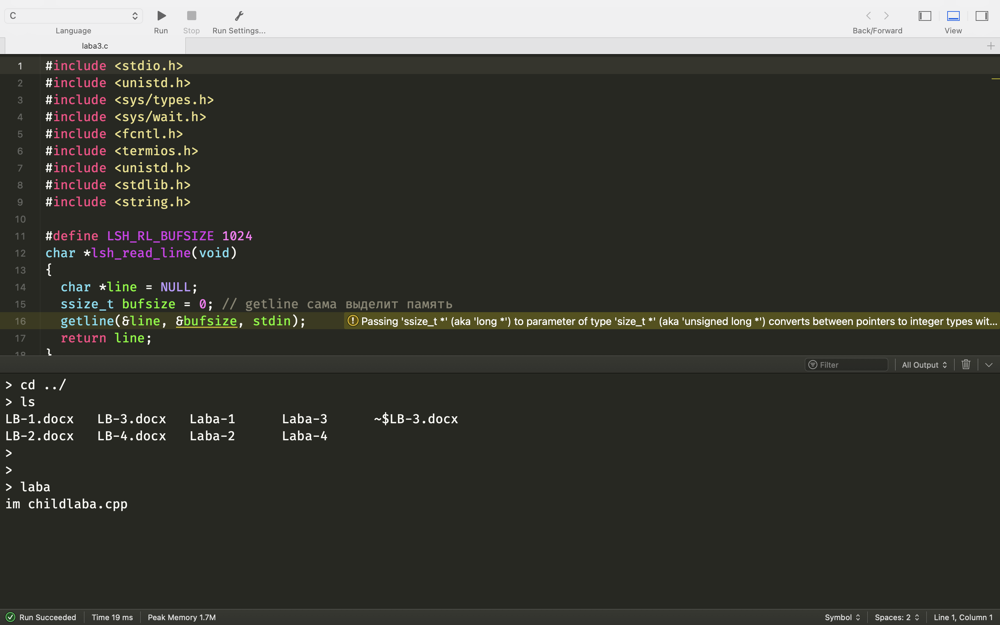 C
Language
Run
Stop
Run Settings...
Back/Forward
View
laba3.c
1 #include <stdio.h>
2 #include <unistd.h>
3 #include <sys/types.h>
4 #include <sys/wait.h>
5 #include <fcntl.h>
6 #include <termios.h>
7 #include <unistd.h>
8 #include <stdlib.h>
9 #include <string.h>
10
11 #define LSH_RL_BUFSIZE 1024
12 char *lsh_read_line(void)
13 {
14   char *line = NULL;
15   ssize_t bufsize = 0; // getline сама выделит память
16   getline(&line, &bufsize, stdin); Passing 'ssize_t *' (aka 'long *') to parameter of type 'size_t *' (aka 'unsigned long *') converts between pointers to integer types wit...
17   return line;
18 }
Filter
All Output
> cd ../
> ls
LB-1.docx   LB-3.docx   Laba-1      Laba-3      ~$LB-3.docx
LB-2.docx   LB-4.docx   Laba-2      Laba-4
>
>
> laba
im childlaba.cpp
Run Succeeded
Time 19 ms
Peak Memory 1.7M
Symbol
Spaces: 2
Line 1, Column 1